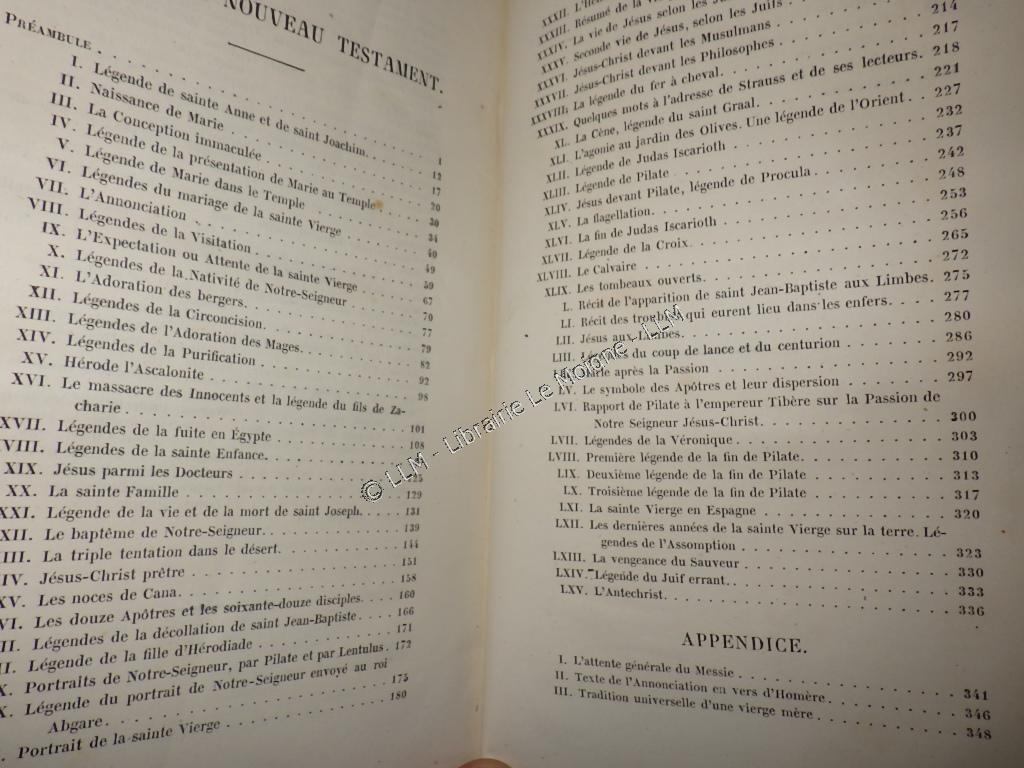 NOUVEAU TESTAMENT.
PRÉAMBULE . . . . 1
I. Légende de sainte Anne et de saint Joachim. . . . 12
II. Naissance de Marie . . . . 17
III. La Conception immaculée . . . . 20
IV. Légende de la présentation de Marie au Temple . . . . 30
V. Légende de Marie dans le Temple . . . . 34
VI. Légendes du mariage de la sainte Vierge . . . . 40
VII. L'Annonciation . . . . 49
VIII. Légendes de la Visitation . . . . 59
IX. L'Expectation ou Attente de la sainte Vierge . . . . 67
X. Légendes de la Nativité de Notre-Seigneur . . . . 70
XI. L'Adoration des bergers. . . . 77
XII. Légendes de la Circoncision. . . . 79
XIII. Légendes de l'Adoration des Mages. . . . 82
XIV. Légendes de la Purification . . . . 92
XV. Hérode l'Ascalonite . . . . 98
XVI. Le massacre des Innocents et la légende du fils de Za-
charie . . . . 101
XVII. Légendes de la fuite en Égypte . . . . 108
XVIII. Légendes de la sainte Enfance. . . .
XIX. Jésus parmi les Docteurs . . . . 125
XX. La sainte Famille . . . . 129
XXI. Légende de la vie et de la mort de saint Joseph. . . . 131
XII. Le baptême de Notre-Seigneur. . . . 139
III. La triple tentation dans le désert. . . . 144
IV. Jésus-Christ prêtre . . . . 151
XV. Les noces de Cana. . . . 158
VI. Les douze Apôtres et les soixante-douze disciples. . . . 160
II. Légendes de la décollation de saint Jean-Baptiste. . . . 166
II. Légende de la fille d'Hérodiade . . . . 171
X. Portraits de Notre-Seigneur, par Pilate et par Lentulus. 172
X. Légende du portrait de Notre-Seigneur envoyé au roi
Abgare. . . . 175
. Portrait de la sainte Vierge . . . . 180
XXXII.
XXXIII. Résumé de la
XXXIV. La vie de Jésus selon les
XXXV. Seconde vie de Jésus, selon les Juifs
XXXVI. Jésus-Christ devant les Musulmans . . . . 214
XXXVII. Jésus-Christ devant les Philosophes . . . . 217
XXXVIII. La légende du fer à cheval. . . . 218
XXXIX. Quelques mots à l'adresse de Strauss et de ses lecteurs. 221
XL. La Cène, légende du saint Graal. . . . 227
XLI. L'agonie au jardin des Olives. Une légende de l'Orient . . 232
XLII. Légende de Judas Iscarioth . . . . 237
XLIII. Légende de Pilate . . . . 242
XLIV. Jésus devant Pilate, légende de Procula. . . . 248
XLV. La flagellation. . . . 253
XLVI. La fin de Judas Iscarioth . . . . 256
XLVII. Légende de la Croix. . . . 265
XLVIII. Le Calvaire . . . . 272
XLIX. Les tombeaux ouverts. . . . 275
L. Récit de l'apparition de saint Jean-Baptiste aux Limbes. 277
LI. Récit des troubles qui eurent lieu dans les enfers. . . . 280
LII. Jésus aux Limbes. . . . 286
LIII. du coup de lance et du centurion . . . . 292
après la Passion . . . . 297
LV. Le symbole des Apôtres et leur dispersion . . . .
LVI. Rapport de Pilate à l'empereur Tibère sur la Passion de
Notre Seigneur Jésus-Christ. . . . 300
LVII. Légendes de la Véronique . . . . 303
LVIII. Première légende de la fin de Pilate. . . . 310
LIX. Deuxième légende de la fin de Pilate . . . . 313
LX. Troisième légende de la fin de Pilate . . . . 317
LXI. La sainte Vierge en Espagne . . . . 320
LXII. Les dernières années de la sainte Vierge sur la terre. Lé-
gendes de l'Assomption . . . . 323
LXIII. La vengeance du Sauveur . . . . 330
LXIV. Légende du Juif errant. . . . 333
LXV. L'Antechrist. . . . 336
APPENDICE.
I. L'attente générale du Messie . . . . 341
II. Texte de l'Annonciation en vers d'Homère. . . . 346
III. Tradition universelle d'une vierge mère . . . . 348
© LLM - Librairie Le Moione - LLM